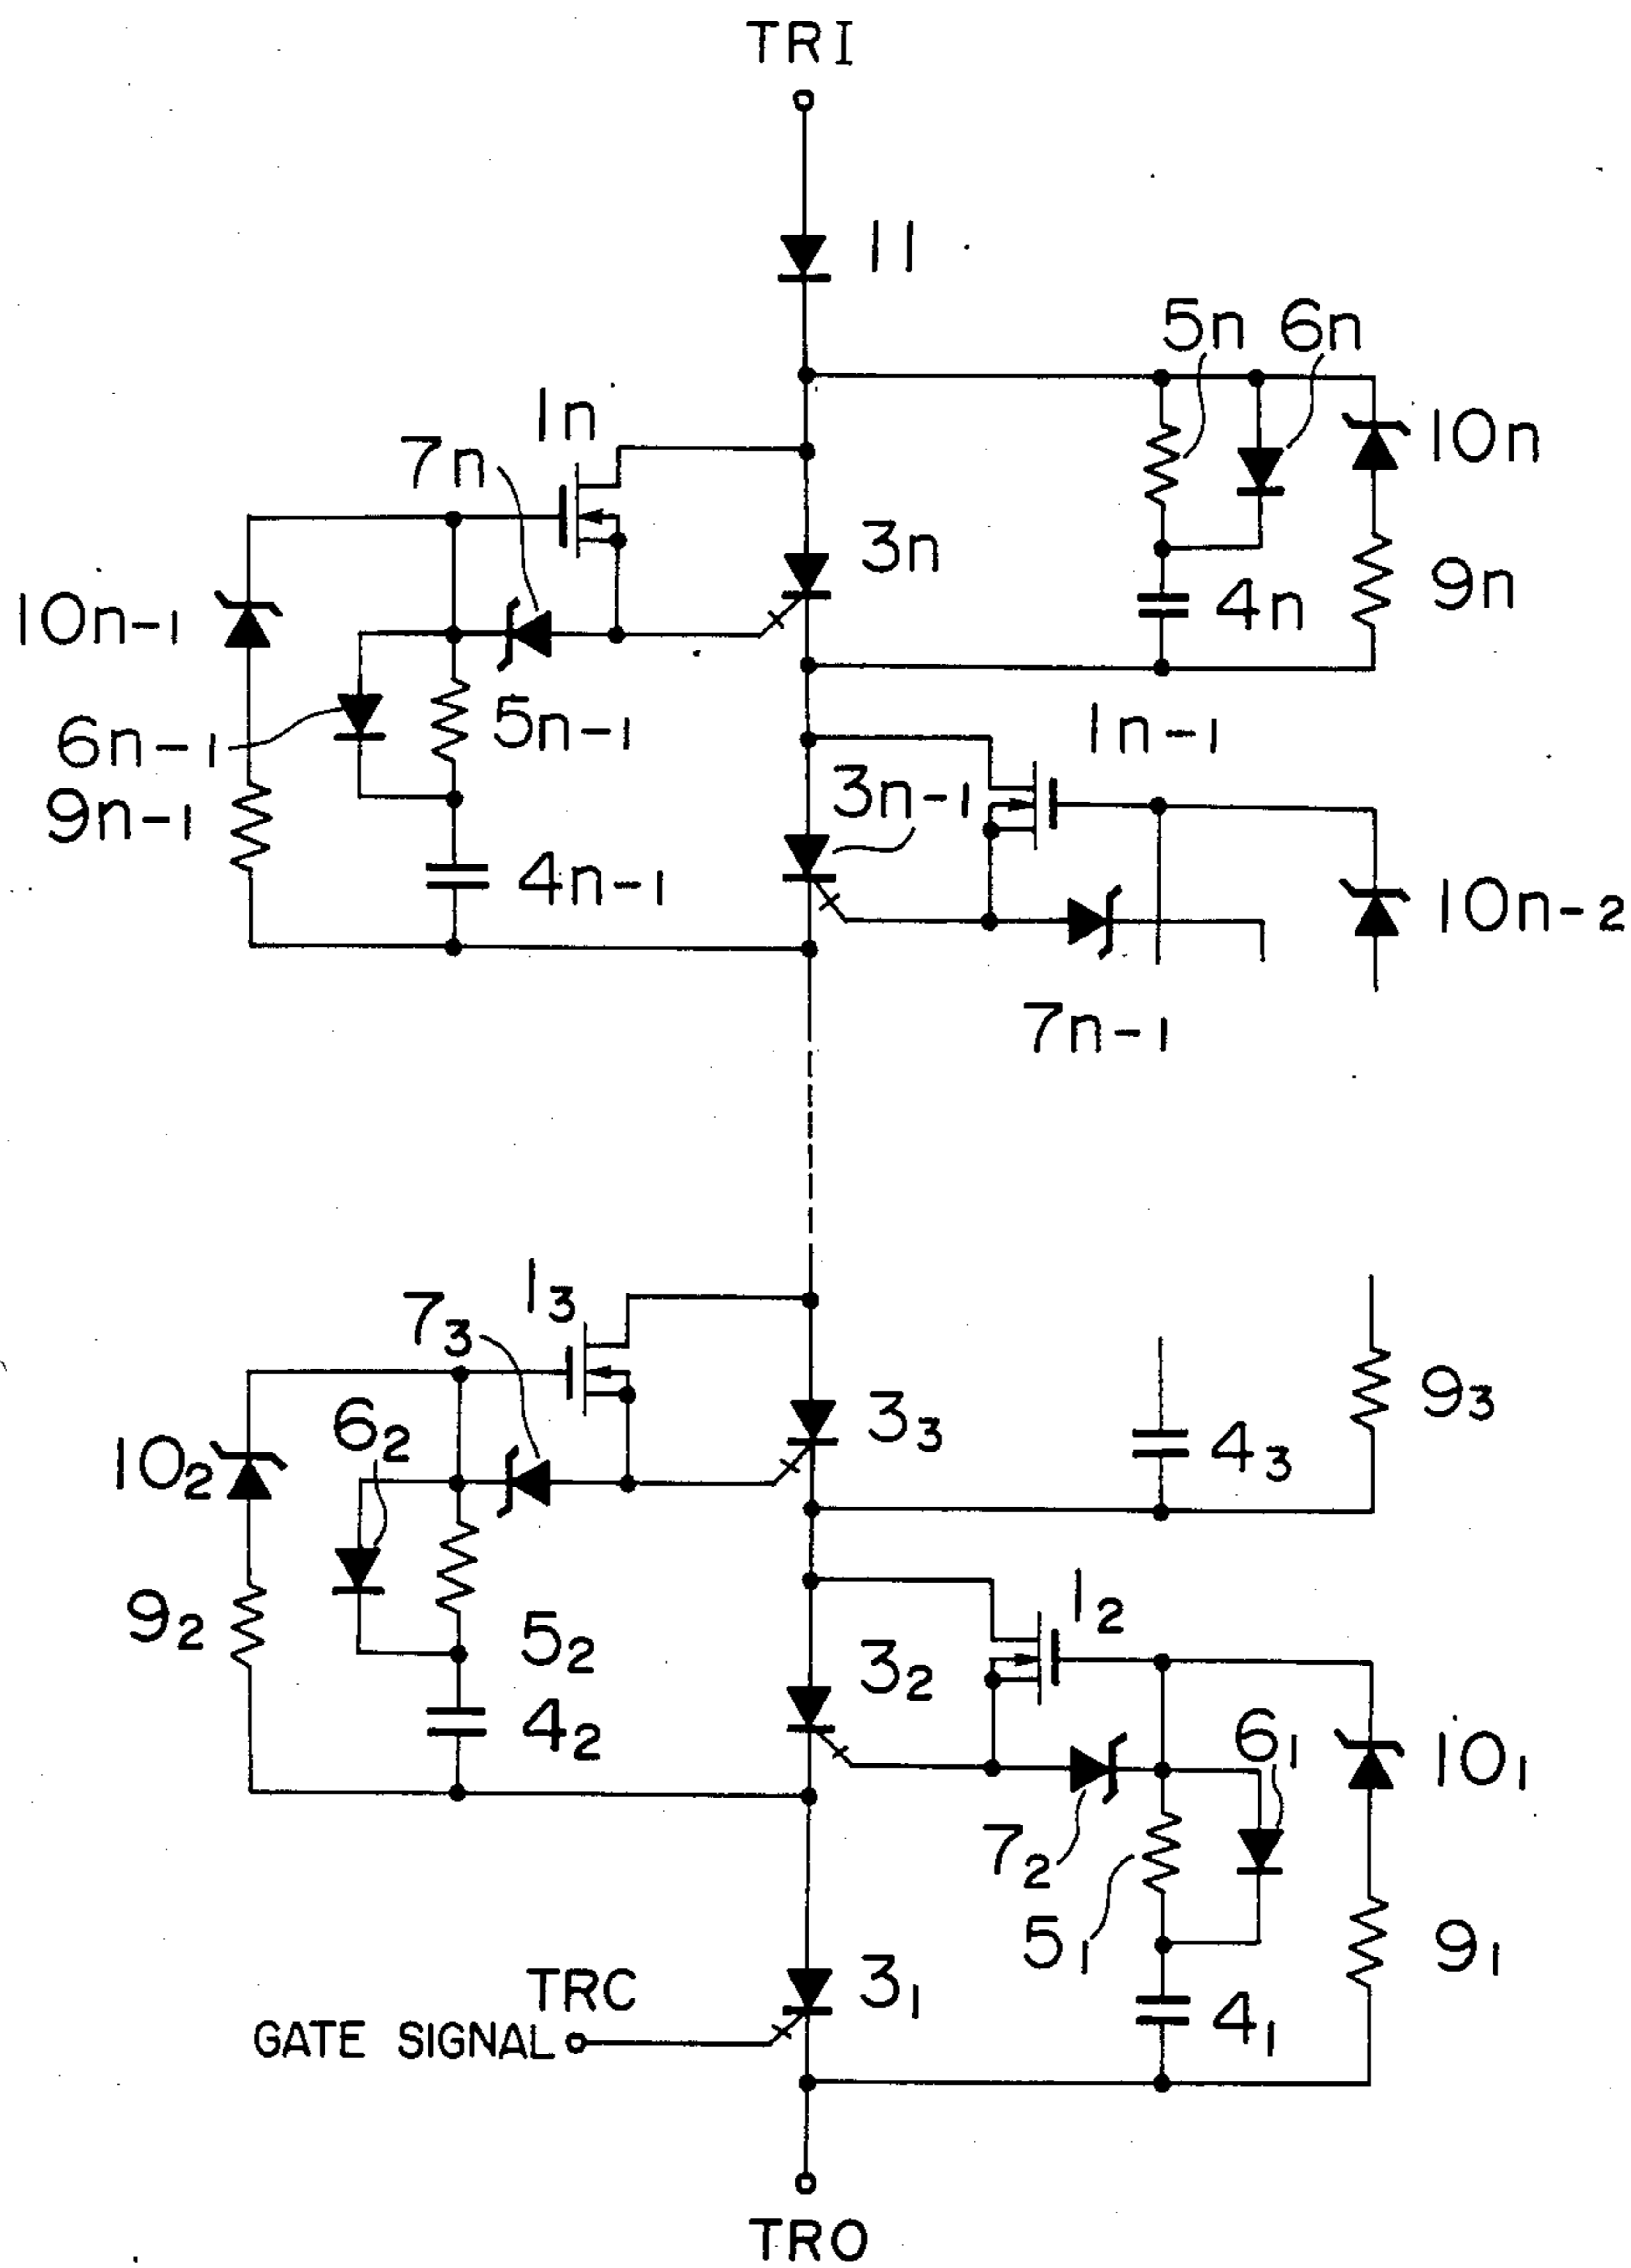 TRI
11
5n 6n
1n
7n
10n
3n
10n-1
9n
4n
6n-1
5n-1
1n-1
9n-1
3n-1
4n-1
10n-2
7n-1
1₃
7₃
6₂
3₃
4₃
9₃
10₂
9₂
5₂
1₂
3₂
4₂
6₁
10₁
7₂
5₁
9₁
TRC
3₁
4₁
GATE SIGNAL
TRO